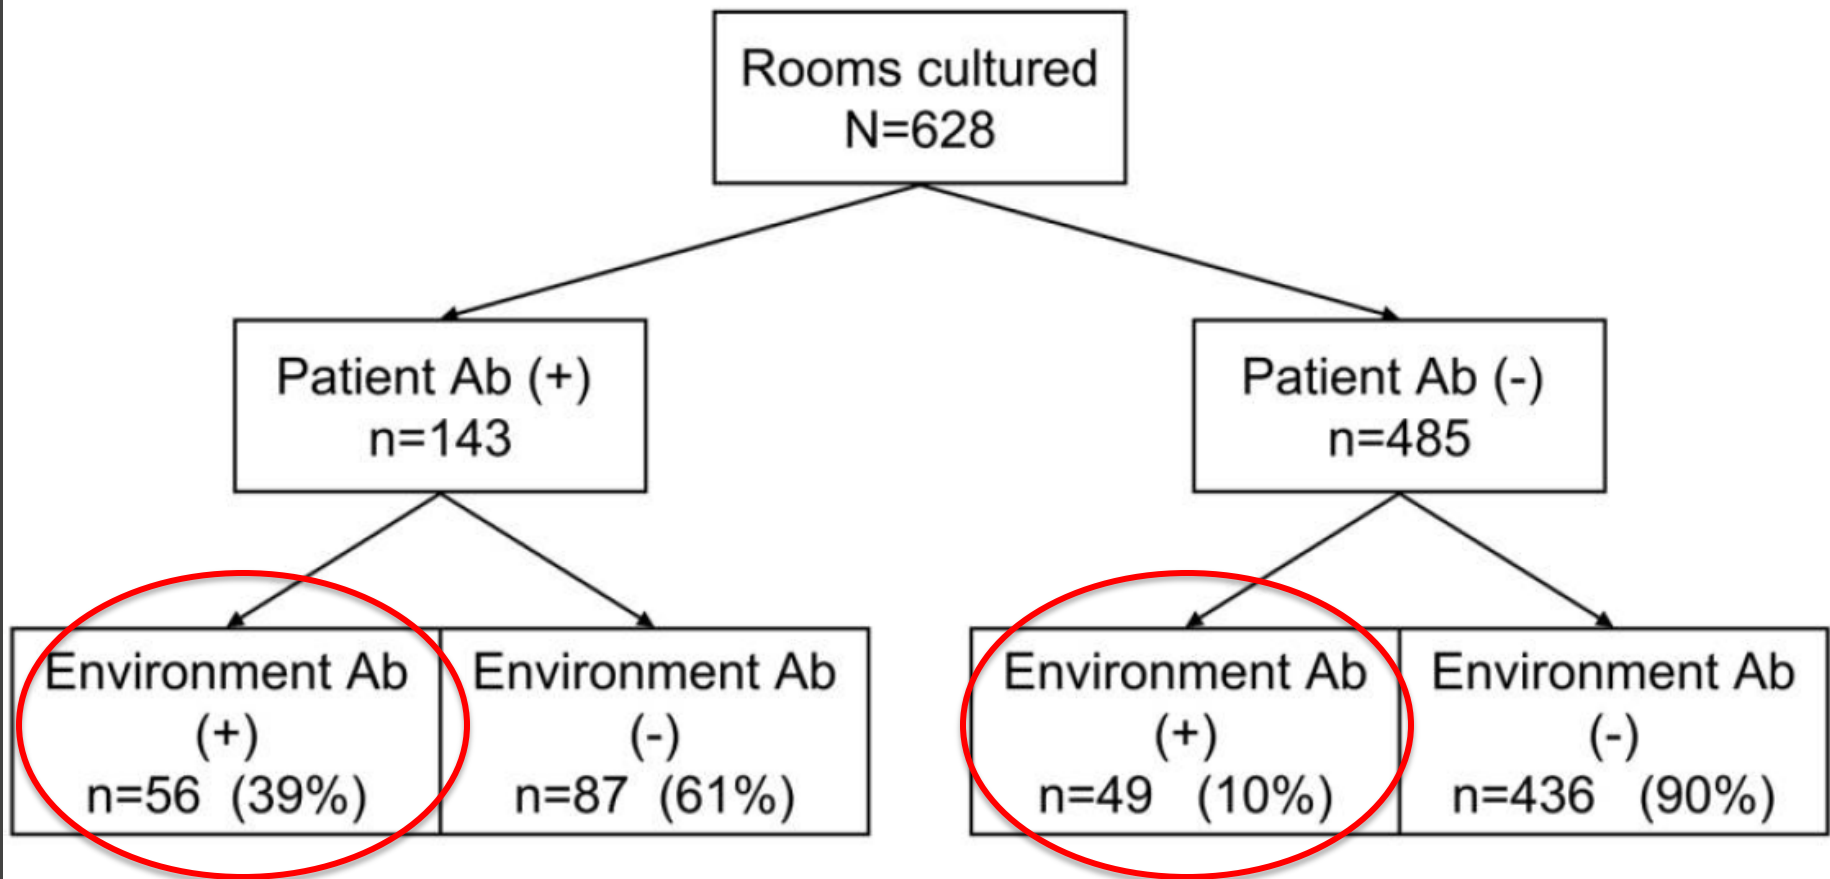 Rooms cultured
N=628
Patient Ab (+)
n=143
Patient Ab (-)
n=485
Environment Ab
(+)
n=56 (39%)
Environment Ab
(-)
n=87 (61%)
Environment Ab
(+)
n=49 (10%)
Environment Ab
(-)
n=436 (90%)